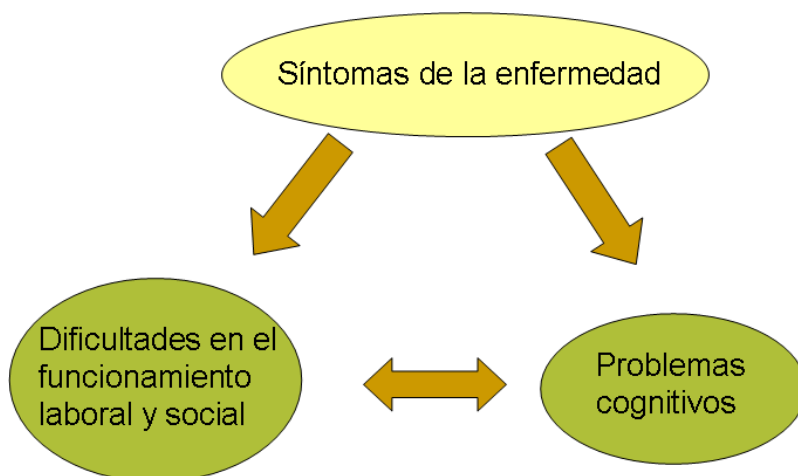 Síntomas de la enfermedad
Dificultades en el
funcionamiento
laboral y social
Problemas
cognitivos